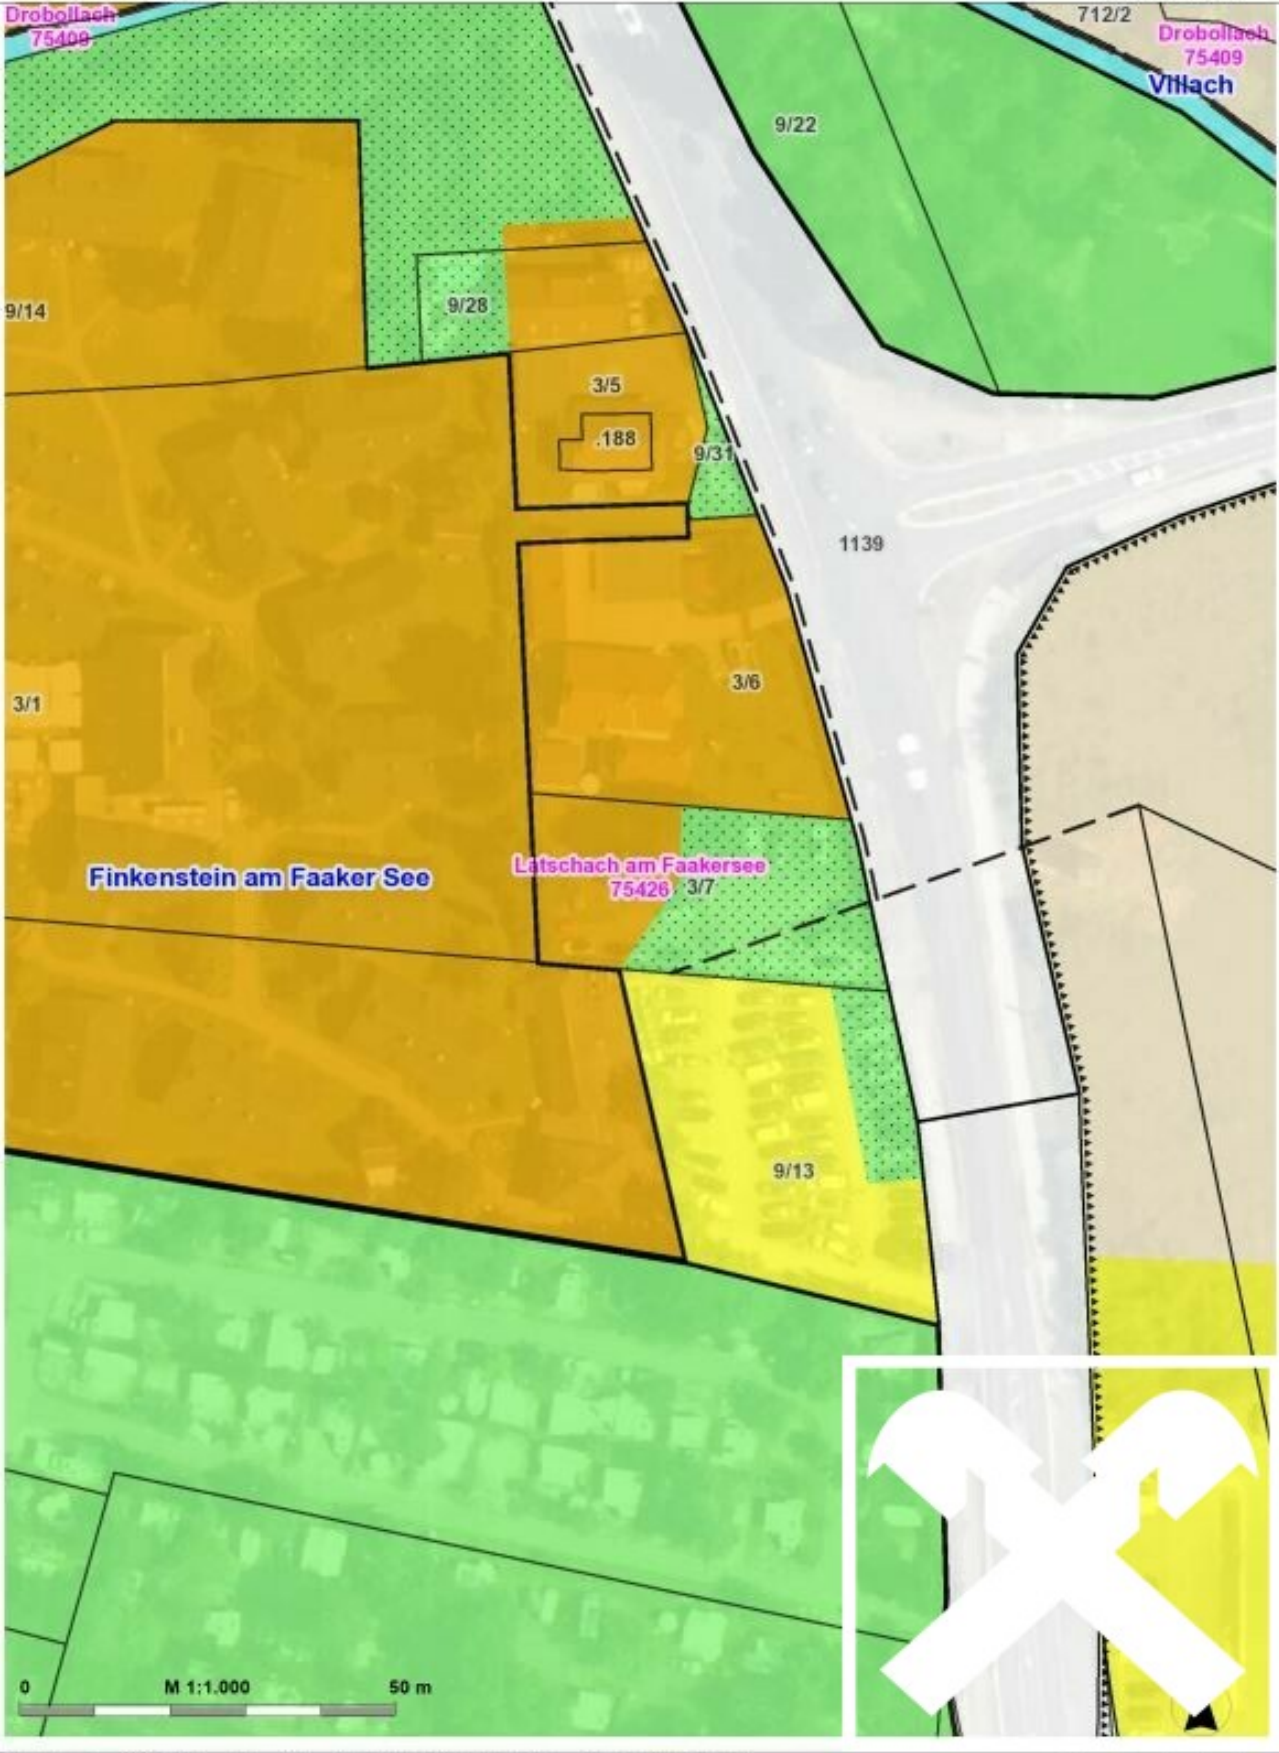 Drobollach
75409
712/2
Drobollach
75409
Villach
9/22
9/14
9/28
3/5
.188
9/31
1139
3/6
3/1
Finkenstein am Faaker See
Latschach am Faakersee
75426
3/7
9/13
0 M 1:1.000 50 m